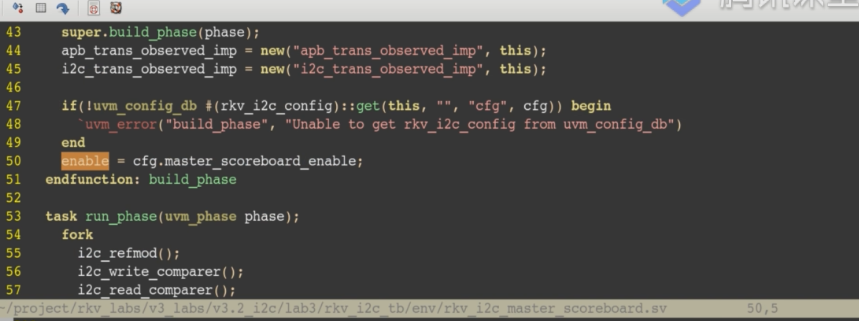 43 super.build_phase(phase);
44 apb_trans_observed_imp = new("apb_trans_observed_imp", this);
45 i2c_trans_observed_imp = new("i2c_trans_observed_imp", this);
46
47 if(!uvm_config_db #(rkv_i2c_config)::get(this, "", "cfg", cfg)) begin
48 `uvm_error("build_phase", "Unable to get rkv_i2c_config from uvm_config_db")
49 end
50 enable = cfg.master_scoreboard_enable;
51 endfunction: build_phase
52
53 task run_phase(uvm_phase phase);
54 fork
55 i2c_refmod();
56 i2c_write_comparer();
57 i2c_read_comparer();
~/project/rkv_labs/v3_labs/v3.2_i2c/lab3/rkv_i2c_tb/env/rkv_i2c_master_scoreboard.sv 50,5